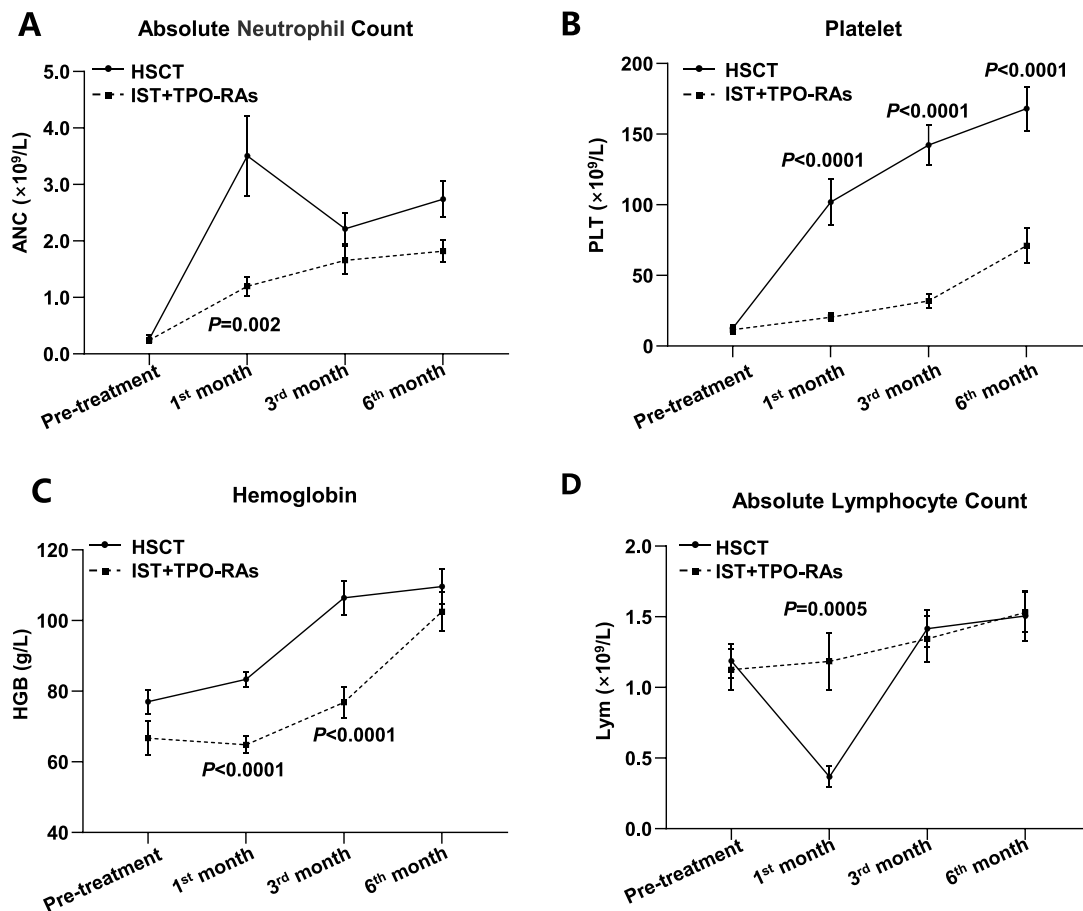 A
Absolute Neutrophil Count
HSCT
IST+TPO-RAs
5.0
4.0
3.0
2.0
1.0
0.0
ANC (×10⁹/L)
P=0.002
Pre-treatment
1ˢᵗ month
3ʳᵈ month
6ᵗʰ month
B
Platelet
HSCT
IST+TPO-RAs
200
150
100
50
0
PLT (×10⁹/L)
P<0.0001
P<0.0001
P<0.0001
Pre-treatment
1ˢᵗ month
3ʳᵈ month
6ᵗʰ month
C
Hemoglobin
HSCT
IST+TPO-RAs
120
100
80
60
40
HGB (g/L)
P<0.0001
P<0.0001
Pre-treatment
1ˢᵗ month
3ʳᵈ month
6ᵗʰ month
D
Absolute Lymphocyte Count
HSCT
IST+TPO-RAs
2.0
1.5
1.0
0.5
0.0
Lym (×10⁹/L)
P=0.0005
Pre-treatment
1ˢᵗ month
3ʳᵈ month
6ᵗʰ month